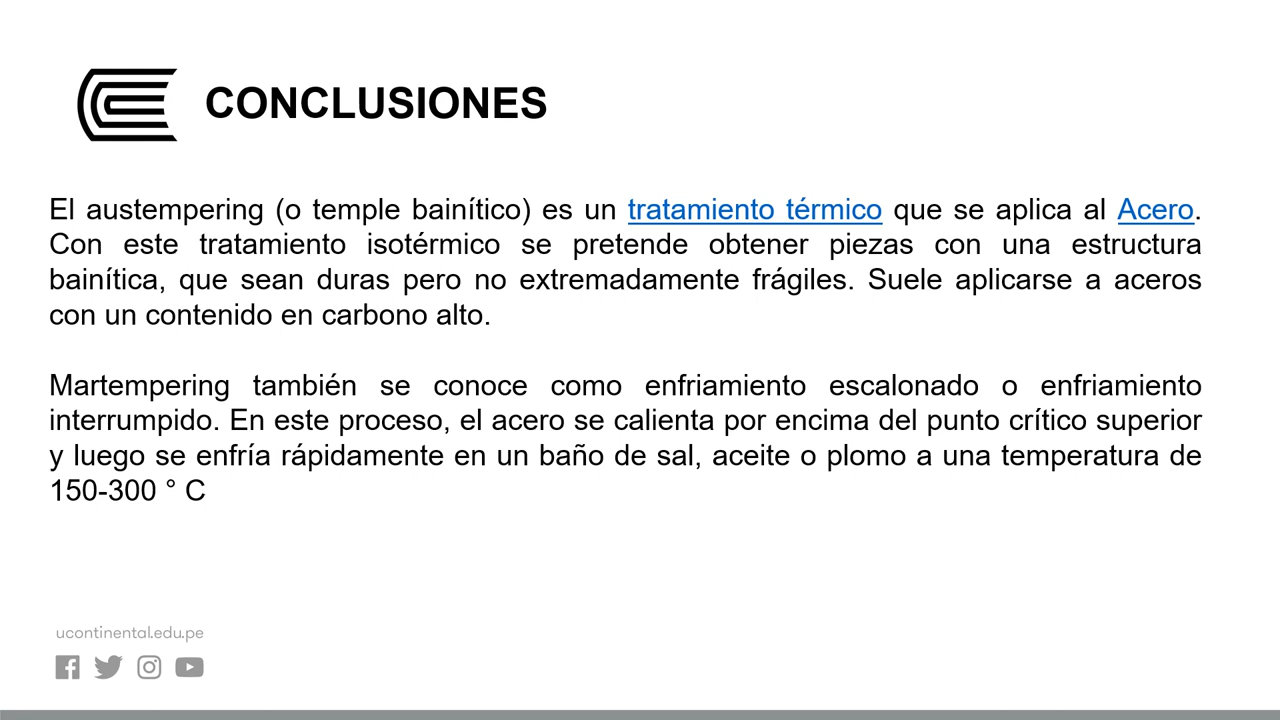 CONCLUSIONES
El austempering (o temple bainítico) es un tratamiento térmico que se aplica al Acero.
Con este tratamiento isotérmico se pretende obtener piezas con una estructura
bainítica, que sean duras pero no extremadamente frágiles. Suele aplicarse a aceros
con un contenido en carbono alto.
Martempering también se conoce como enfriamiento escalonado o enfriamiento
interrumpido. En este proceso, el acero se calienta por encima del punto crítico superior
y luego se enfría rápidamente en un baño de sal, aceite o plomo a una temperatura de
150-300 ° C
ucontinental.edu.pe